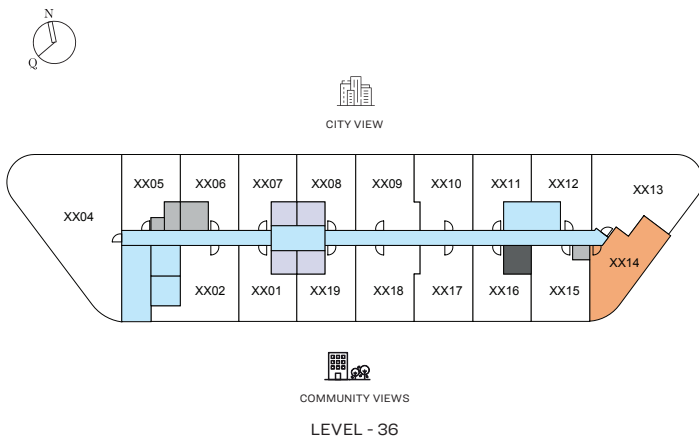 N
Q
CITY VIEW
XX05 XX06 XX07 XX08 XX09 XX10 XX11 XX12
XX13
XX04
XX14
XX02 XX01 XX19 XX18 XX17 XX16 XX15
COMMUNITY VIEWS
LEVEL - 36